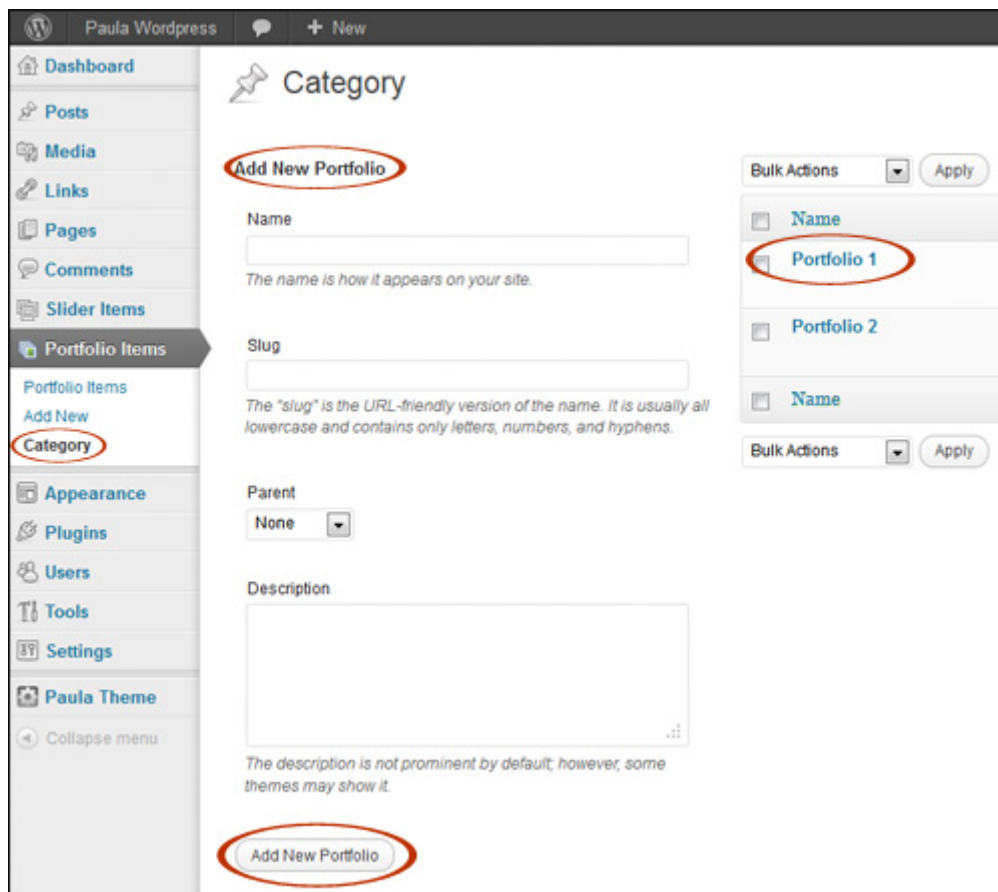 Paula Wordpress
+ New
Dashboard
Posts
Media
Links
Pages
Comments
Slider Items
Portfolio Items
Portfolio Items
Add New
Category
Appearance
Plugins
Users
Tools
Settings
Paula Theme
Collapse menu
Category
Add New Portfolio
Name
The name is how it appears on your site.
Slug
The "slug" is the URL-friendly version of the name. It is usually all
lowercase and contains only letters, numbers, and hyphens.
Parent
None
Description
The description is not prominent by default; however, some
themes may show it.
Add New Portfolio
Bulk Actions
Apply
Name
Portfolio 1
Portfolio 2
Name
Bulk Actions
Apply